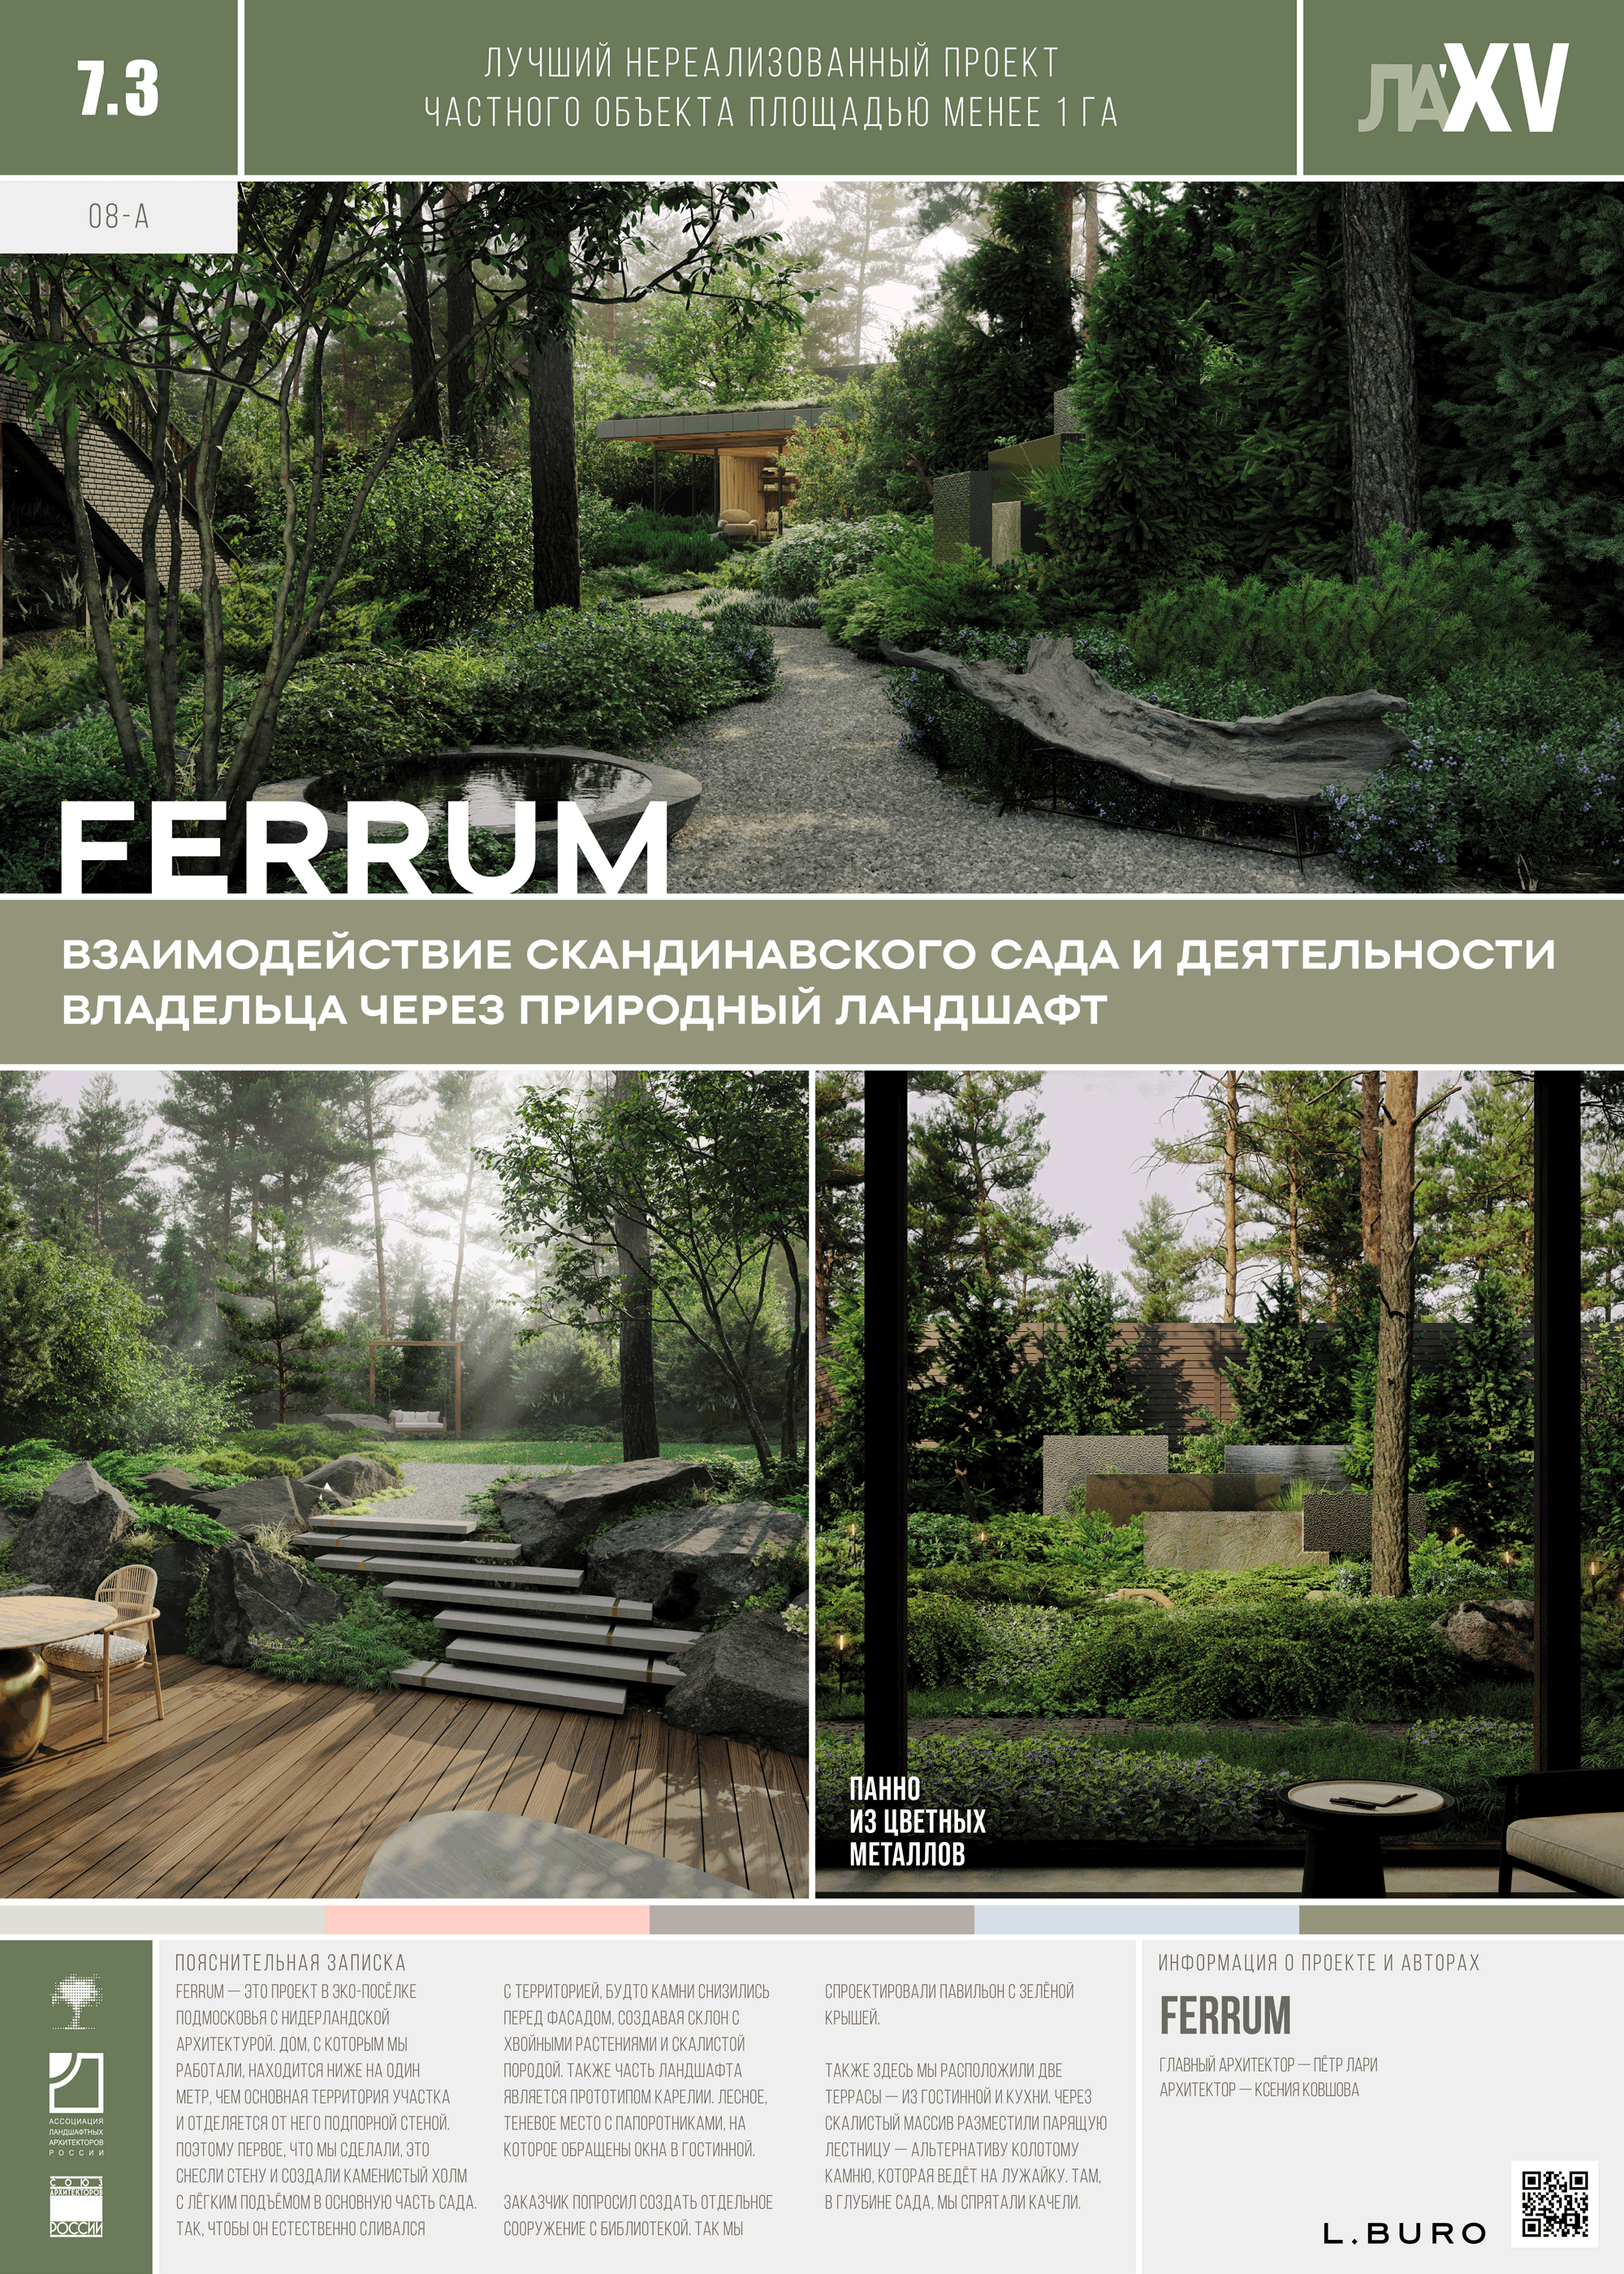 7.3
ЛУЧШИЙ НЕРЕАЛИЗОВАННЫЙ ПРОЕКТ
ЧАСТНОГО ОБЪЕКТА ПЛОЩАДЬЮ МЕНЕЕ 1 ГА
ЛА'XV
08-А
FERRUM
ВЗАИМОДЕЙСТВИЕ СКАНДИНАВСКОГО САДА И ДЕЯТЕЛЬНОСТИ
ВЛАДЕЛЬЦА ЧЕРЕЗ ПРИРОДНЫЙ ЛАНДШАФТ
ПАННО
ИЗ ЦВЕТНЫХ
МЕТАЛЛОВ
АССОЦИАЦИЯ
ЛАНДШАФТНЫХ
АРХИТЕКТОРОВ
РОССИИ
СОЮЗ
АРХИТЕКТОРОВ
РОССИИ
ПОЯСНИТЕЛЬНАЯ ЗАПИСКА
FERRUM — ЭТО ПРОЕКТ В ЭКО-ПОСЁЛКЕ
ПОДМОСКОВЬЯ С НИДЕРЛАНДСКОЙ
АРХИТЕКТУРОЙ. ДОМ, С КОТОРЫМ МЫ
РАБОТАЛИ, НАХОДИТСЯ НИЖЕ НА ОДИН
МЕТР, ЧЕМ ОСНОВНАЯ ТЕРРИТОРИЯ УЧАСТКА
И ОТДЕЛЯЕТСЯ ОТ НЕГО ПОДПОРНОЙ СТЕНОЙ.
ПОЭТОМУ ПЕРВОЕ, ЧТО МЫ СДЕЛАЛИ, ЭТО
СНЕСЛИ СТЕНУ И СОЗДАЛИ КАМЕНИСТЫЙ ХОЛМ
С ЛЁГКИМ ПОДЪЁМОМ В ОСНОВНУЮ ЧАСТЬ САДА.
ТАК, ЧТОБЫ ОН ЕСТЕСТВЕННО СЛИВАЛСЯ
С ТЕРРИТОРИЕЙ, БУДТО КАМНИ СНИЗИЛИСЬ
ПЕРЕД ФАСАДОМ, СОЗДАВАЯ СКЛОН С
ХВОЙНЫМИ РАСТЕНИЯМИ И СКАЛИСТОЙ
ПОРОДОЙ. ТАКЖЕ ЧАСТЬ ЛАНДШАФТА
ЯВЛЯЕТСЯ ПРОТОТИПОМ КАРЕЛИИ. ЛЕСНОЕ,
ТЕНЕВОЕ МЕСТО С ПАПОРОТНИКАМИ, НА
КОТОРОЕ ОБРАЩЕНЫ ОКНА В ГОСТИННОЙ.
ЗАКАЗЧИК ПОПРОСИЛ СОЗДАТЬ ОТДЕЛЬНОЕ
СООРУЖЕНИЕ С БИБЛИОТЕКОЙ. ТАК МЫ
СПРОЕКТИРОВАЛИ ПАВИЛЬОН С ЗЕЛЁНОЙ
КРЫШЕЙ.
ТАКЖЕ ЗДЕСЬ МЫ РАСПОЛОЖИЛИ ДВЕ
ТЕРРАСЫ — ИЗ ГОСТИННОЙ И КУХНИ. ЧЕРЕЗ
СКАЛИСТЫЙ МАССИВ РАЗМЕСТИЛИ ПАРЯЩУЮ
ЛЕСТНИЦУ — АЛЬТЕРНАТИВУ КОЛОТОМУ
КАМНЮ, КОТОРАЯ ВЕДЁТ НА ЛУЖАЙКУ. ТАМ,
В ГЛУБИНЕ САДА, МЫ СПРЯТАЛИ КАЧЕЛИ.
ИНФОРМАЦИЯ О ПРОЕКТЕ И АВТОРАХ
FERRUM
ГЛАВНЫЙ АРХИТЕКТОР — ПЁТР ЛАРИ
АРХИТЕКТОР — КСЕНИЯ КОВШОВА
L.BURO